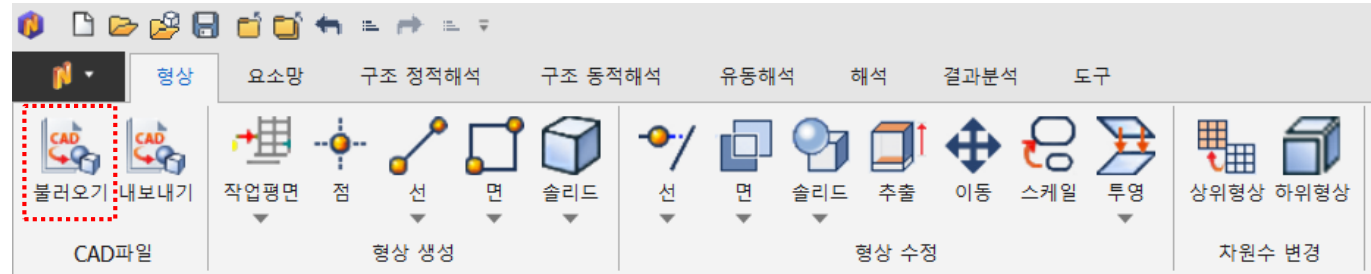 형상 요소망 구조 정적해석 구조 동적해석 유동해석 해석 결과분석 도구
CAD CAD
불러오기 내보내기 작업평면 점 선 면 솔리드 선 면 솔리드 추출 이동 스케일 투영 상위형상 하위형상
CAD파일 형상 생성 형상 수정 차원수 변경